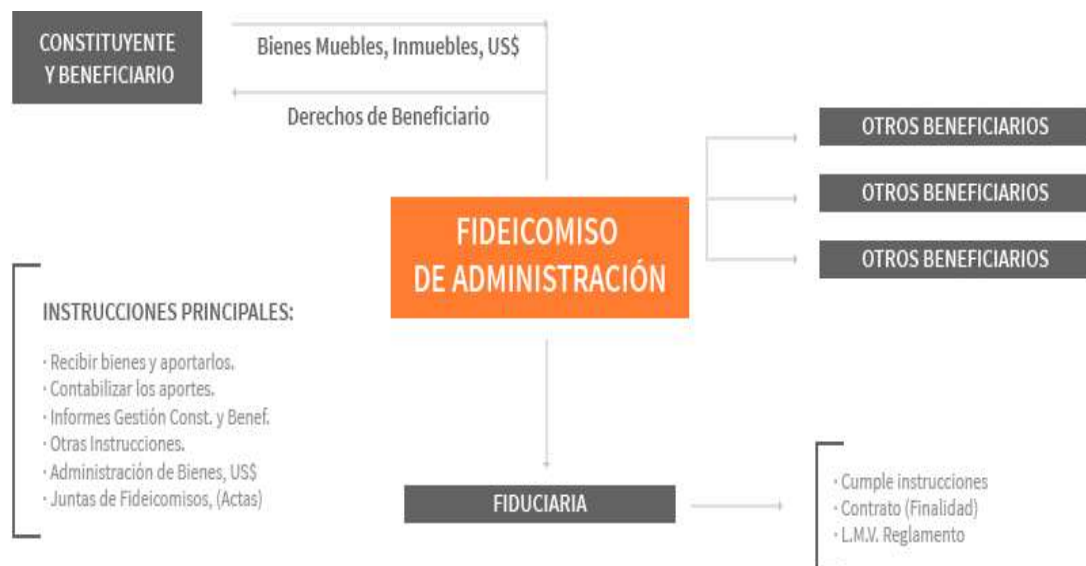 CONSTITUYENTE
Y BENEFICIARIO
Bienes Muebles, Inmuebles, US$
Derechos de Beneficiario
OTROS BENEFICIARIOS
OTROS BENEFICIARIOS
OTROS BENEFICIARIOS
FIDEICOMISO
DE ADMINISTRACIÓN
INSTRUCCIONES PRINCIPALES:
· Recibir bienes y aportarlos.
· Contabilizar los aportes.
· Informes Gestión Const. y Benef.
· Otras Instrucciones.
· Administración de Bienes, US$
· Juntas de Fideicomisos, (Actas)
FIDUCIARIA
· Cumple instrucciones
· Contrato (Finalidad)
· L.M.V. Reglamento